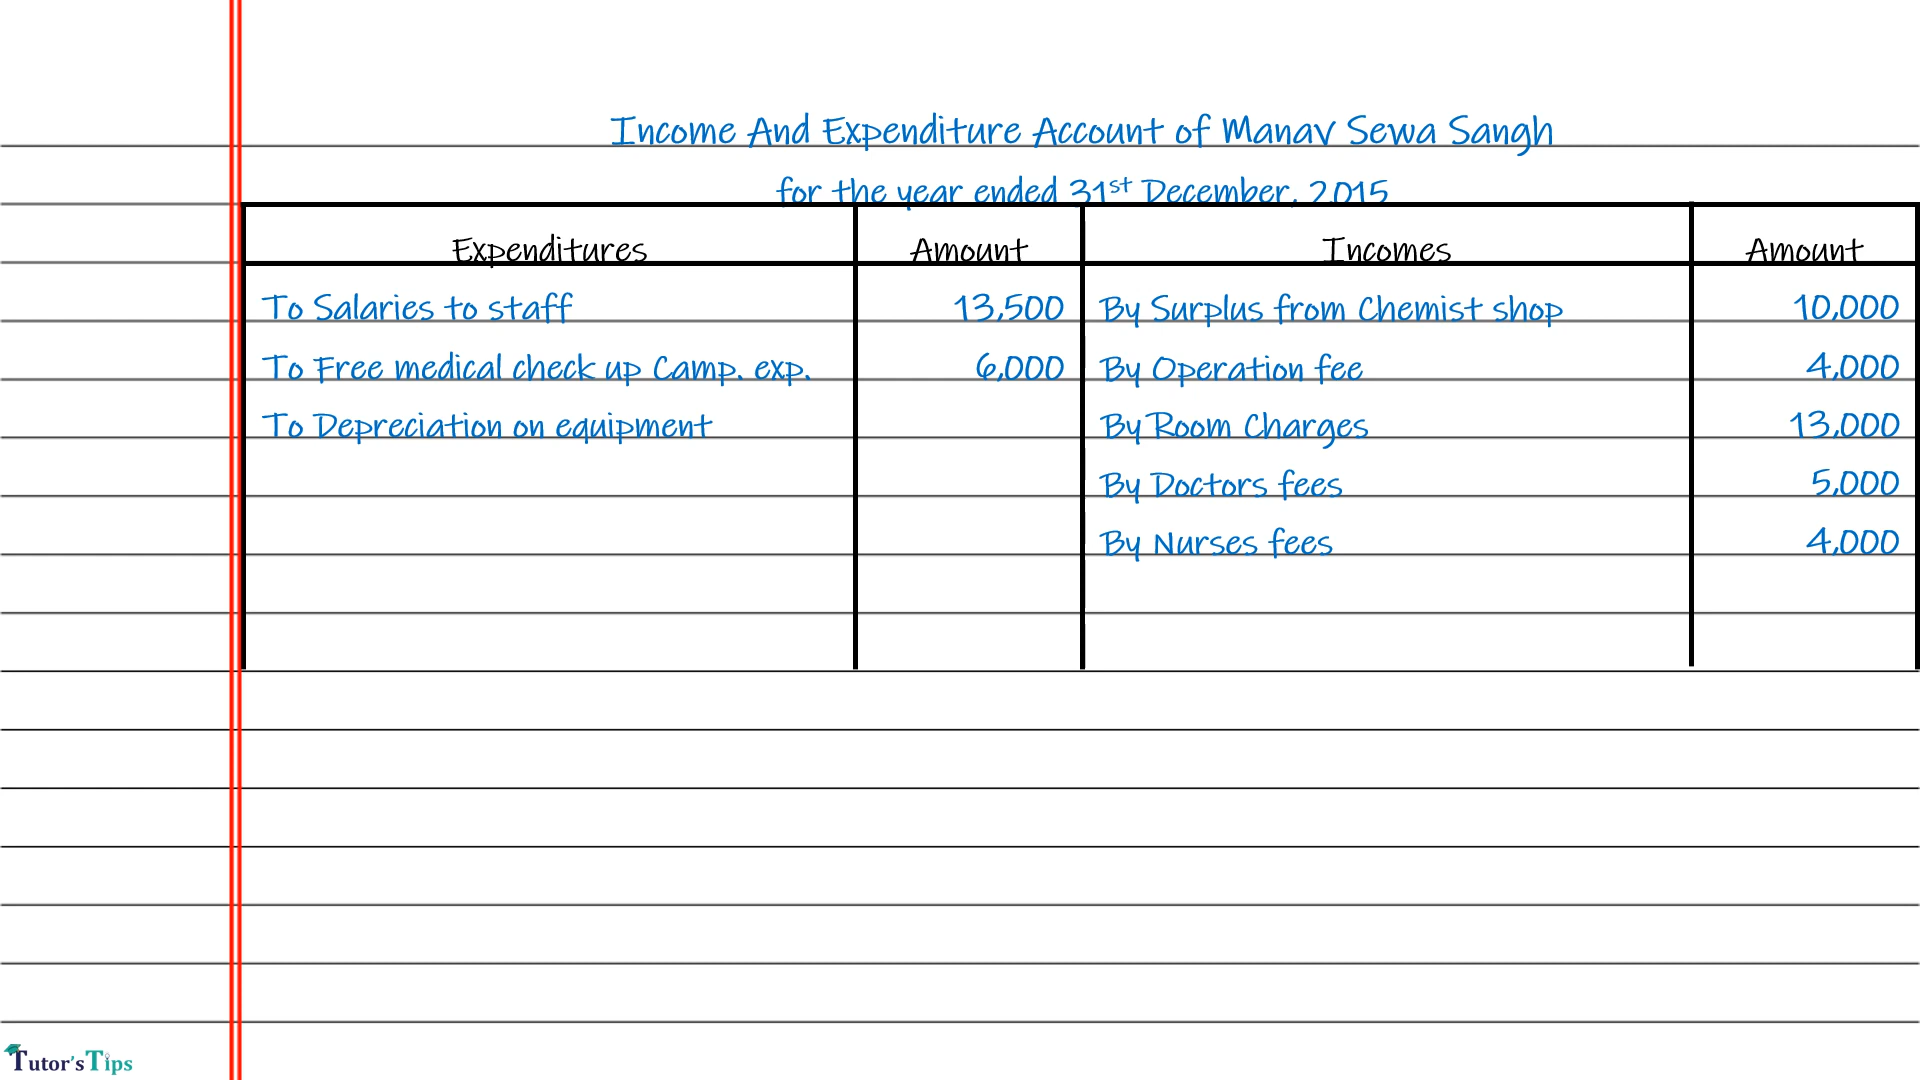 Income And Expenditure Account of Manav Sewa Sangh
for the year ended 31st December, 2015
Expenditures Amount Incomes Amount
To Salaries to staff 13,500 By Surplus from Chemist shop 10,000
To Free medical check up Camp. exp. 6,000 By Operation fee 4,000
To Depreciation on equipment By Room Charges 13,000
By Doctors fees 5,000
By Nurses fees 4,000
Tutor'sTips